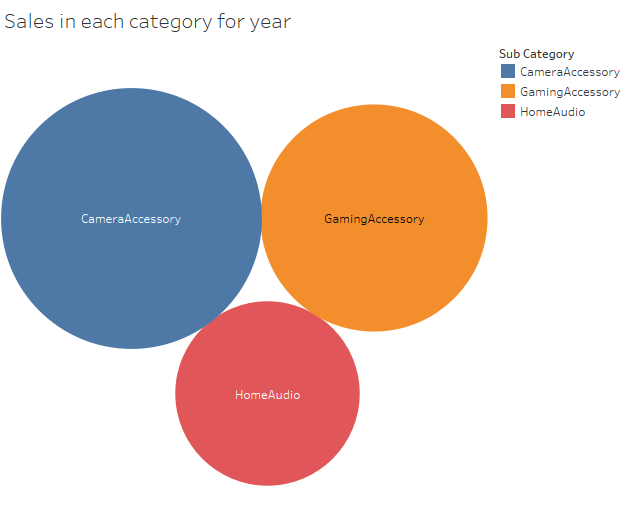 Sales in each category for year
Sub Category
CameraAccessory
GamingAccessory
HomeAudio
CameraAccessory
GamingAccessory
HomeAudio